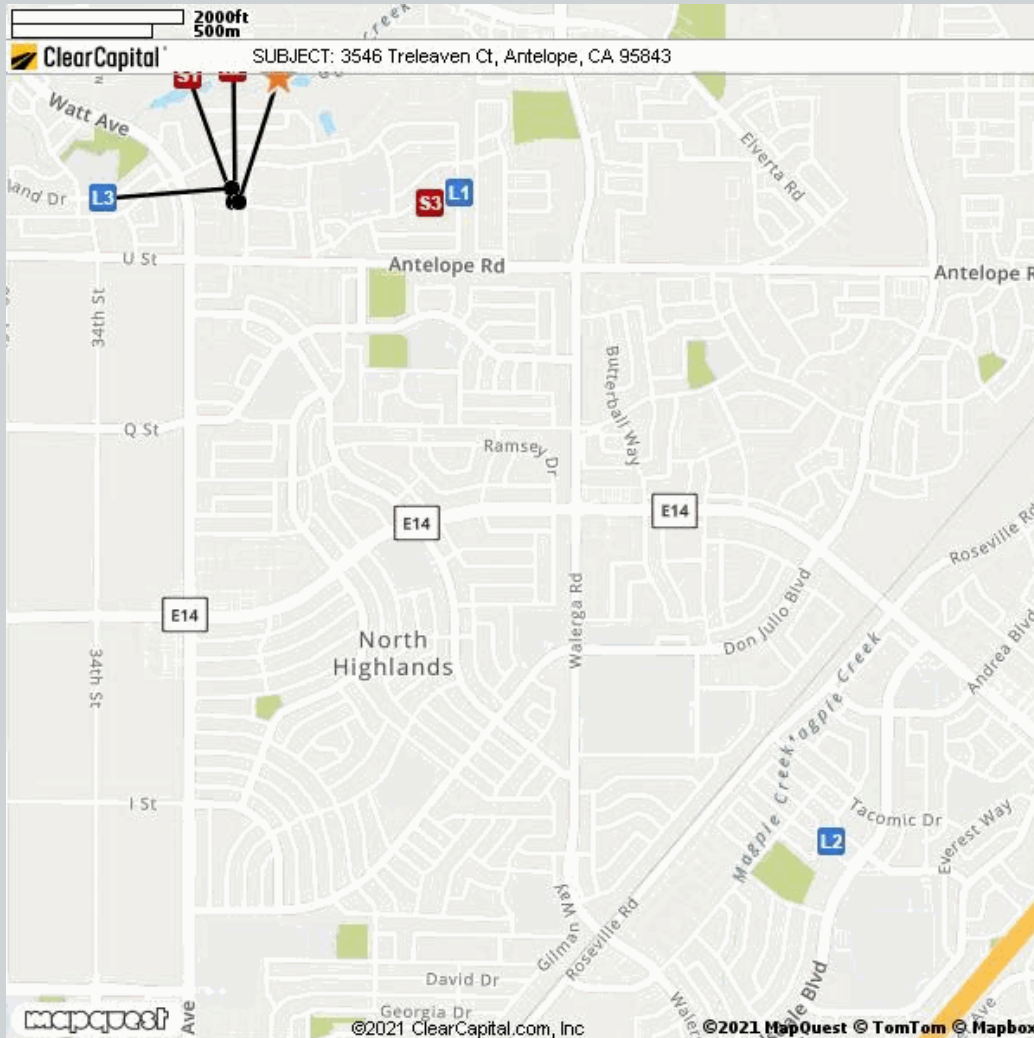 2000ft
500m
ClearCapital
SUBJECT: 3546 Treleaven Ct, Antelope, CA 95843
S1
Watt Ave
Elverta Rd
L3
S3
L1
U St
Antelope Rd
Antelope R
34th St
Butterball Way
Q St
Ramsey Dr
E14
E14
Roseville Rd
E14
Walerga Rd
Don Julio Blvd
North
Highlands
34th St
Andrea Blvd
Magpie Creek
I St
Tacomic Dr
L2
Everest Way
Magpie Creek
Gilman Way
Roseville Rd
David Dr
Georgia Dr
Ave
mapquest
©2021 ClearCapital.com, Inc
©2021 MapQuest © TomTom © Mapbox